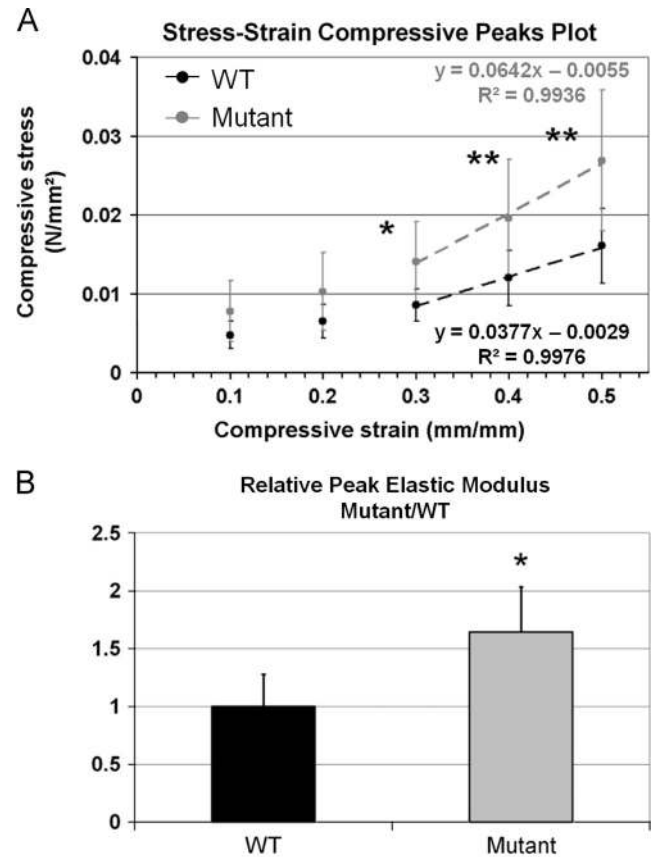 A
Stress-Strain Compressive Peaks Plot
0.04
0.03
0.02
0.01
0
Compressive stress
(N/mm²)
WT
Mutant
y = 0.0642x – 0.0055
R² = 0.9936
*
**
**
y = 0.0377x – 0.0029
R² = 0.9976
0 0.1 0.2 0.3 0.4 0.5
Compressive strain (mm/mm)
B
Relative Peak Elastic Modulus
Mutant/WT
2.5
2
1.5
1
0.5
0
*
WT Mutant